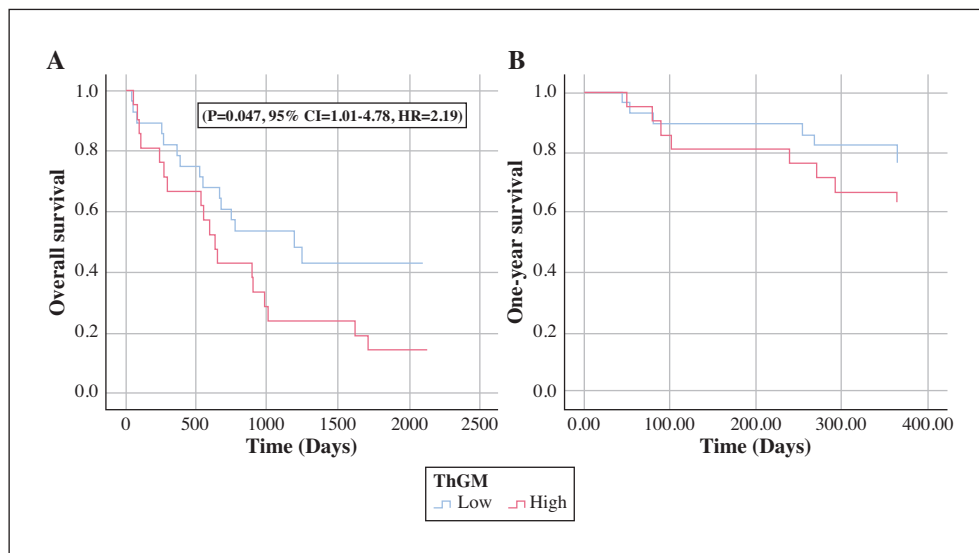 A
B
(P=0.047, 95% CI=1.01-4.78, HR=2.19)
Overall survival
1.0
0.8
0.6
0.4
0.2
0.0
0
500
1000
1500
2000
2500
Time (Days)
One-year survival
1.0
0.8
0.6
0.4
0.2
0.0
0.00
100.00
200.00
300.00
400.00
Time (Days)
ThGM
Low High